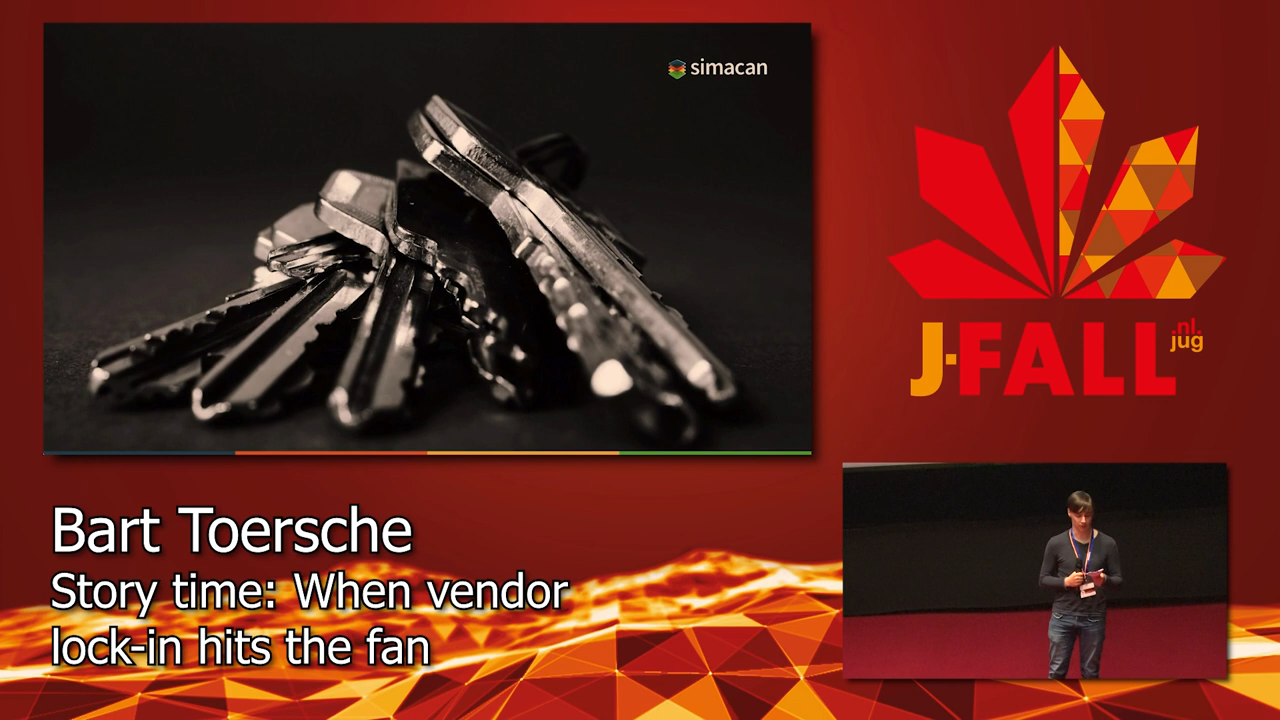 simacan
J-FALL
nl.
jug
Bart Toersche
Story time: When vendor
lock-in hits the fan